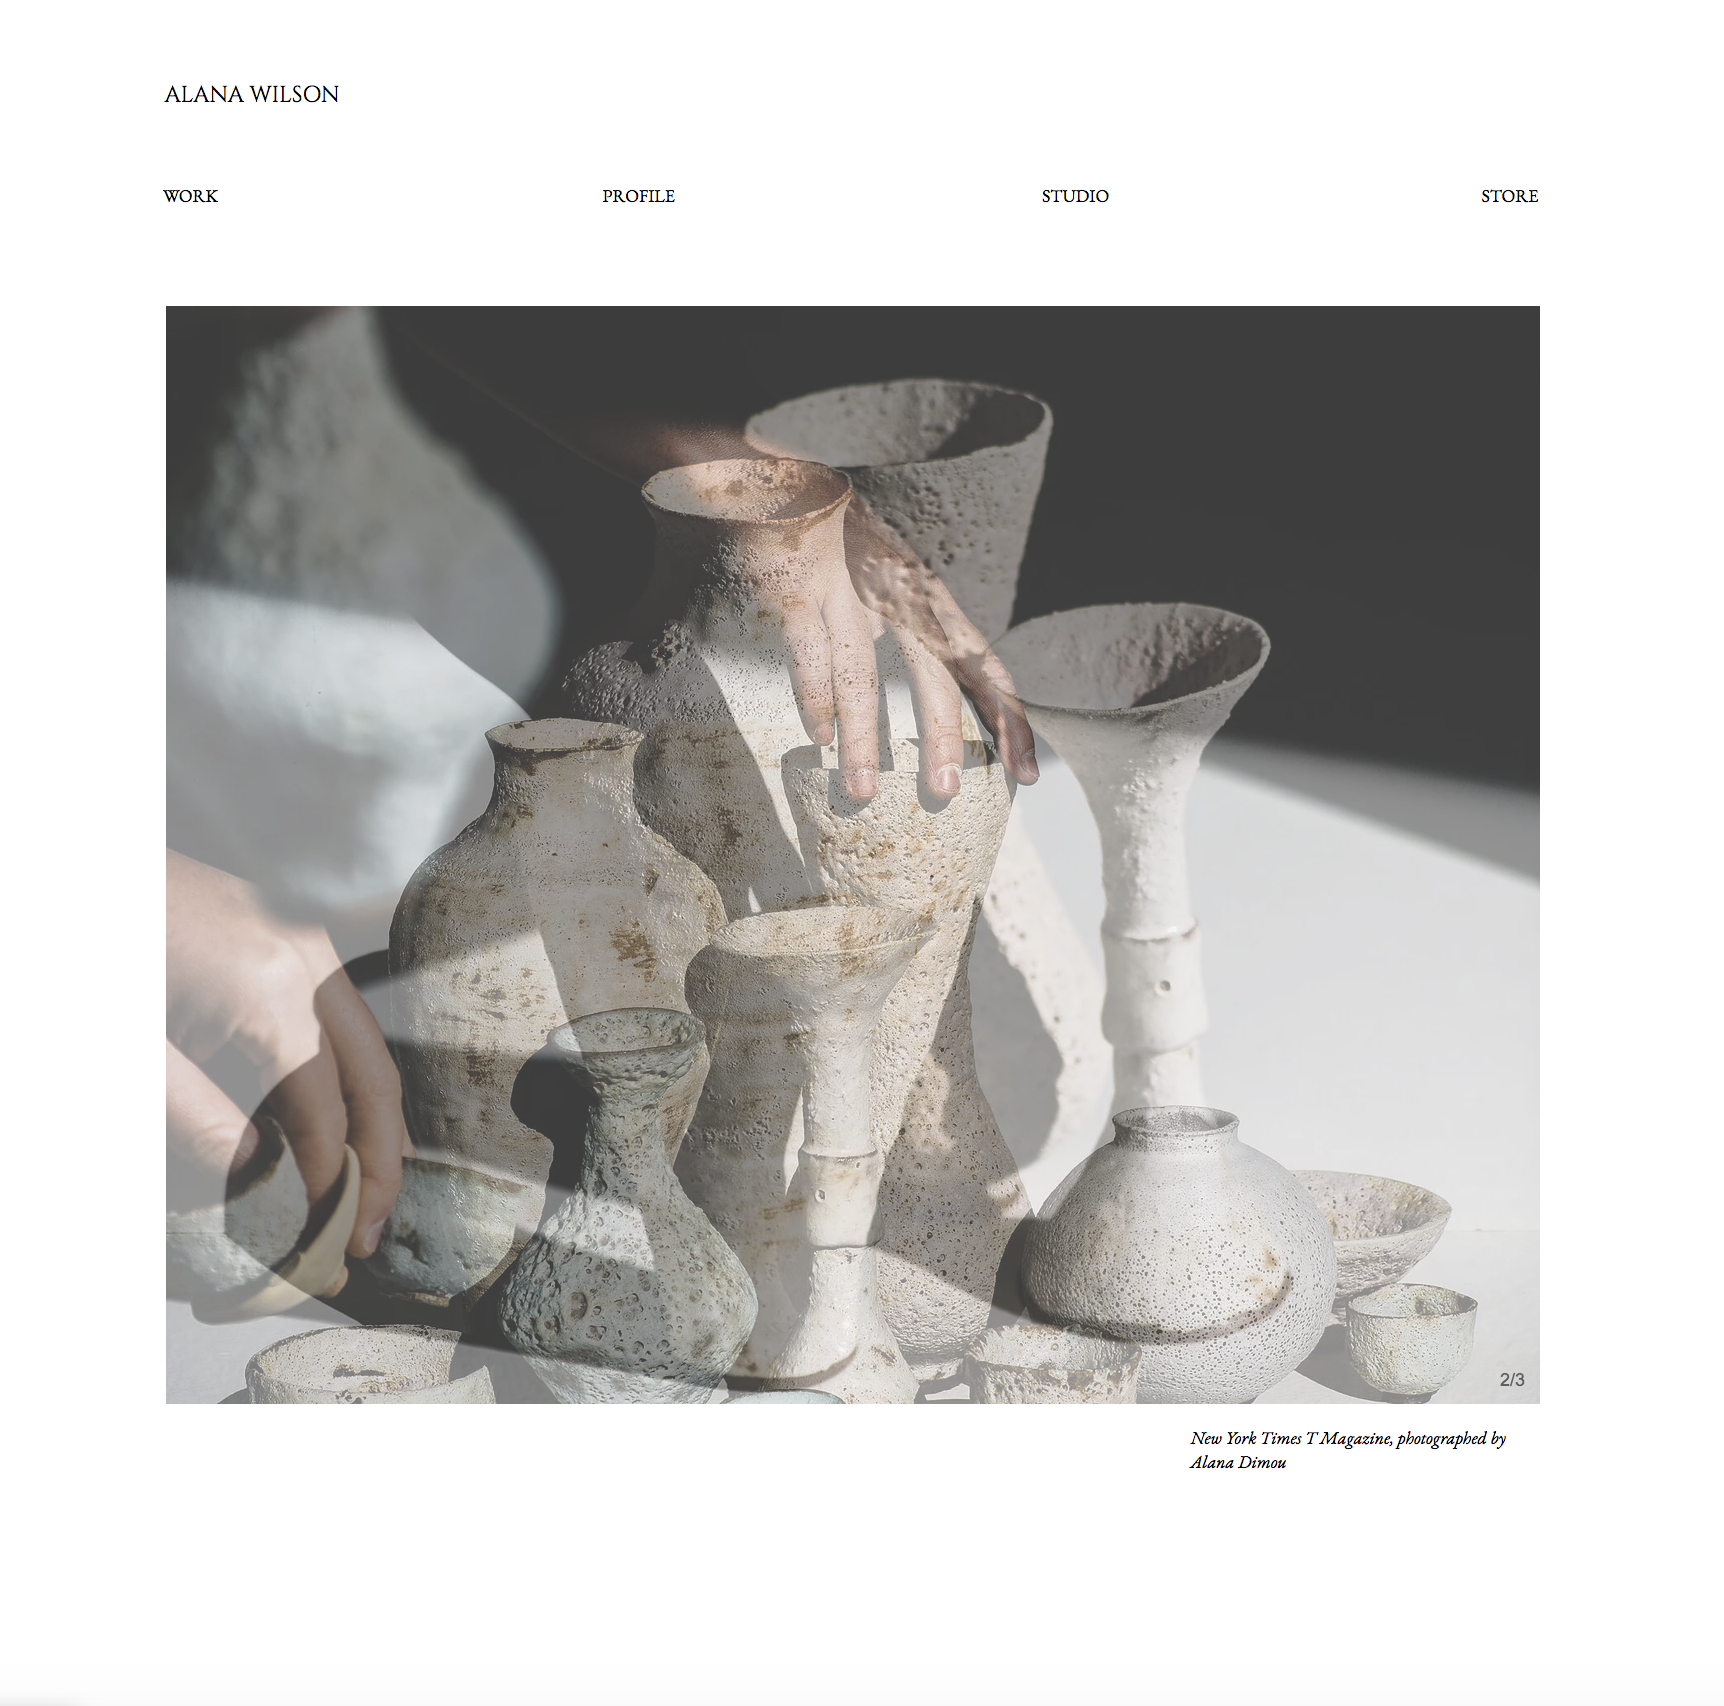 ALANA WILSON
WORK
PROFILE
STUDIO
STORE
2/3
New York Times T Magazine, photographed by
Alana Dimou